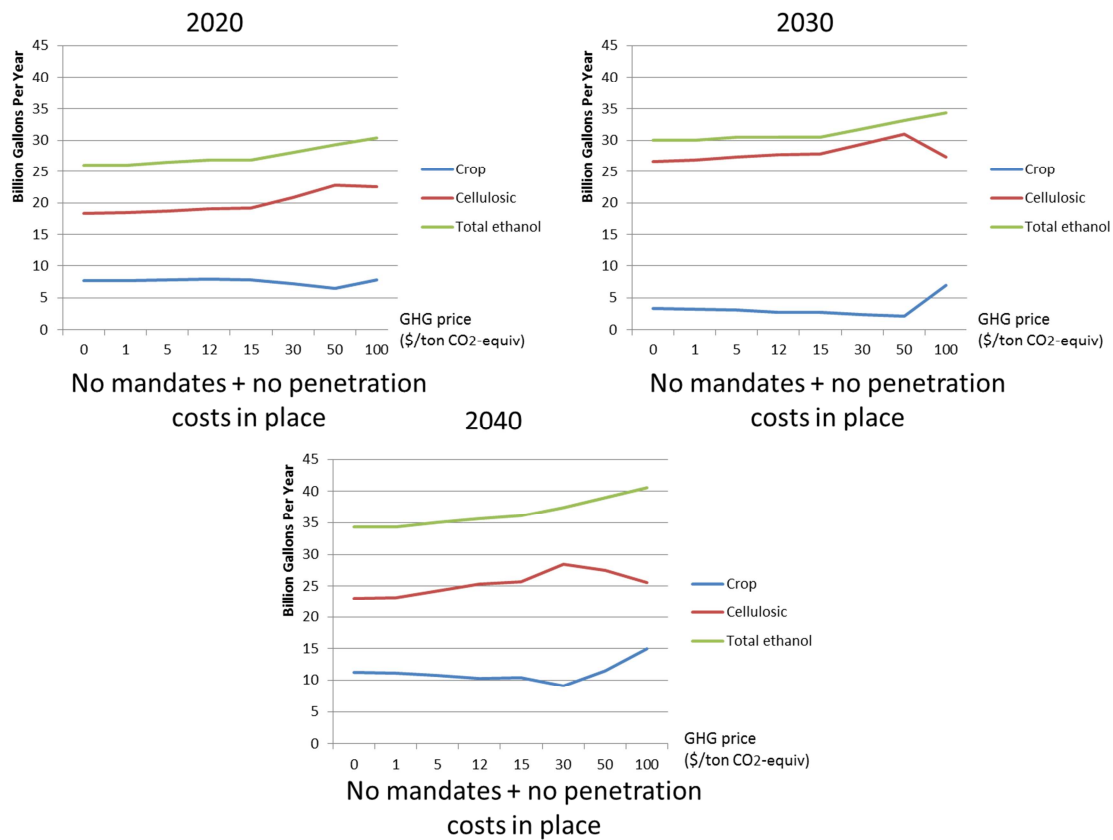 2020
Billion Gallons Per Year
45
40
35
30
25
20
15
10
5
0
0 1 5 12 15 30 50 100
Crop
Cellulosic
Total ethanol
GHG price
($/ton CO2-equiv)
No mandates + no penetration
costs in place
2030
Billion Gallons Per Year
45
40
35
30
25
20
15
10
5
0
0 1 5 12 15 30 50 100
Crop
Cellulosic
Total ethanol
GHG price
($/ton CO2-equiv)
No mandates + no penetration
costs in place
2040
Billion Gallons Per Year
45
40
35
30
25
20
15
10
5
0
0 1 5 12 15 30 50 100
Crop
Cellulosic
Total ethanol
GHG price
($/ton CO2-equiv)
No mandates + no penetration
costs in place